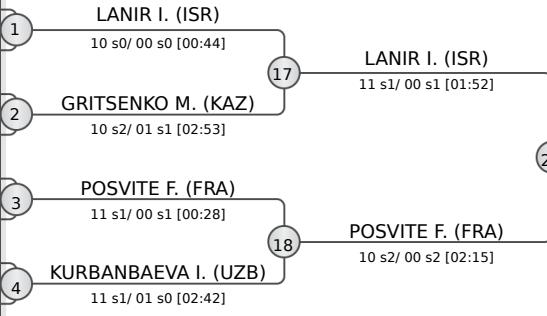 LANIR I. (ISR)
1
10 s0/ 00 s0 [00:44]
17
LANIR I. (ISR)
11 s1/ 00 s1 [01:52]
2
GRITSENKO M. (KAZ)
10 s2/ 01 s1 [02:53]
3
POSVITE F. (FRA)
11 s1/ 00 s1 [00:28]
18
POSVITE F. (FRA)
10 s2/ 00 s2 [02:15]
4
KURBANBAEVA I. (UZB)
11 s1/ 01 s0 [02:42]